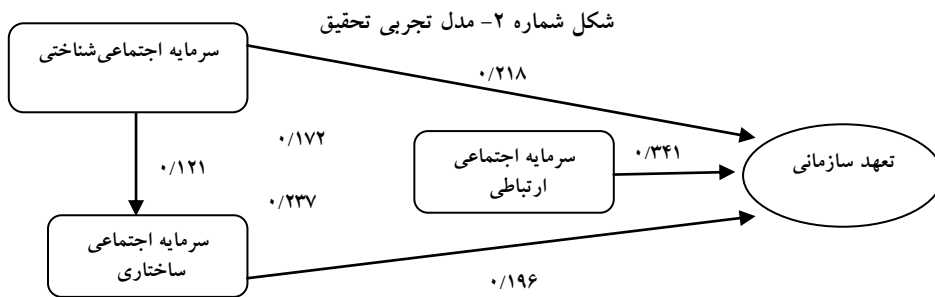 شکل شماره ۲- مدل تجربی تحقیق
سرمایه اجتماعی‌شناختی
۰/۲۱۸
۰/۱۷۲
۰/۱۲۱
سرمایه اجتماعی
ارتباطی
۰/۳۴۱
تعهد سازمانی
۰/۲۳۷
سرمایه اجتماعی
ساختاری
۰/۱۹۶